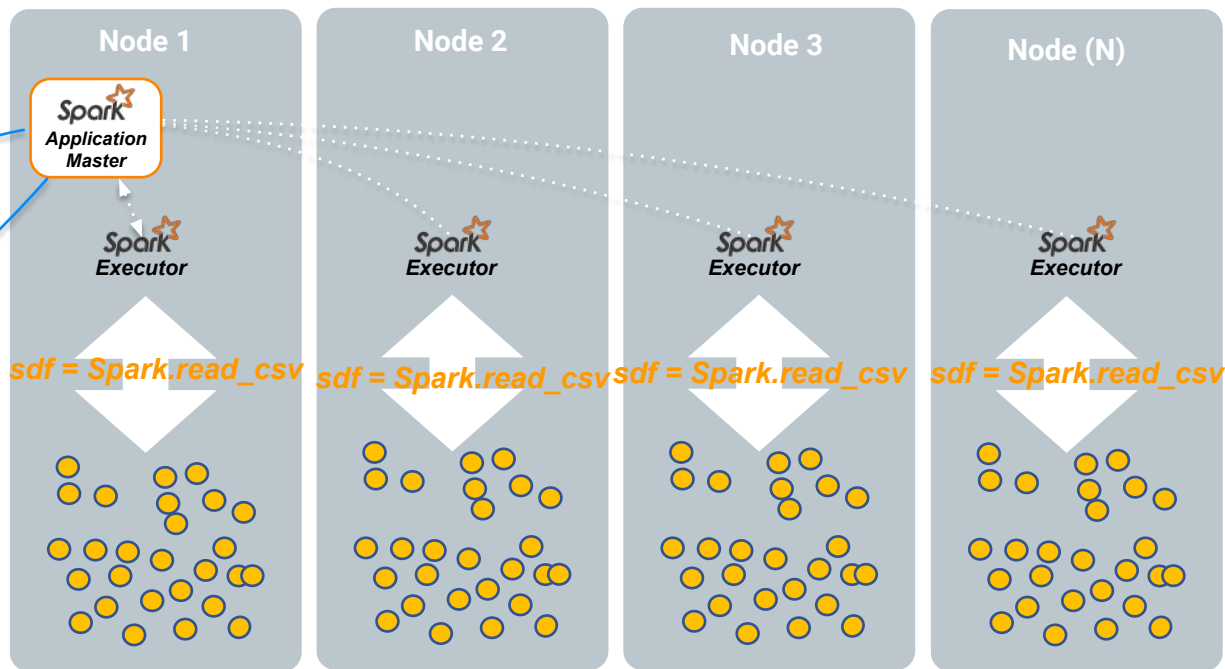 Node 1
Node 2
Node 3
Node (N)
Spark
Application
Master
Spark
Executor
Spark
Executor
Spark
Executor
Spark
Executor
sdf = Spark.read_csv
sdf = Spark.read_csv
sdf = Spark.read_csv
sdf = Spark.read_csv